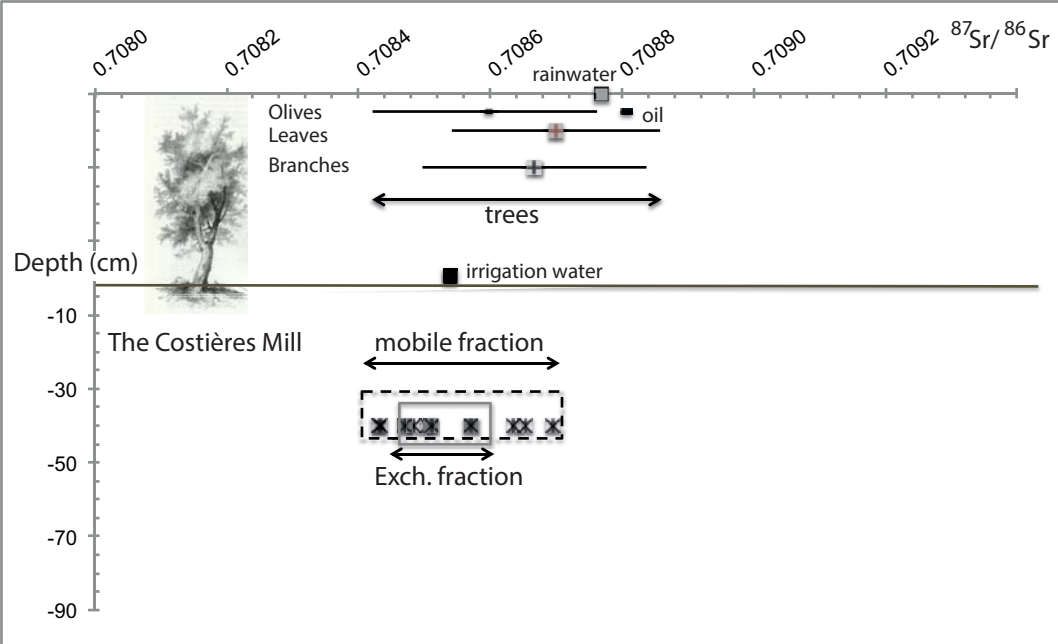 0.7080 0.7082 0.7084 0.7086 0.7088 0.7090 0.7092 87Sr/ 86Sr
rainwater
Olives
oil
Leaves
Branches
trees
Depth (cm)
irrigation water
-10
The Costières Mill
mobile fraction
-30
-50
Exch. fraction
-70
-90